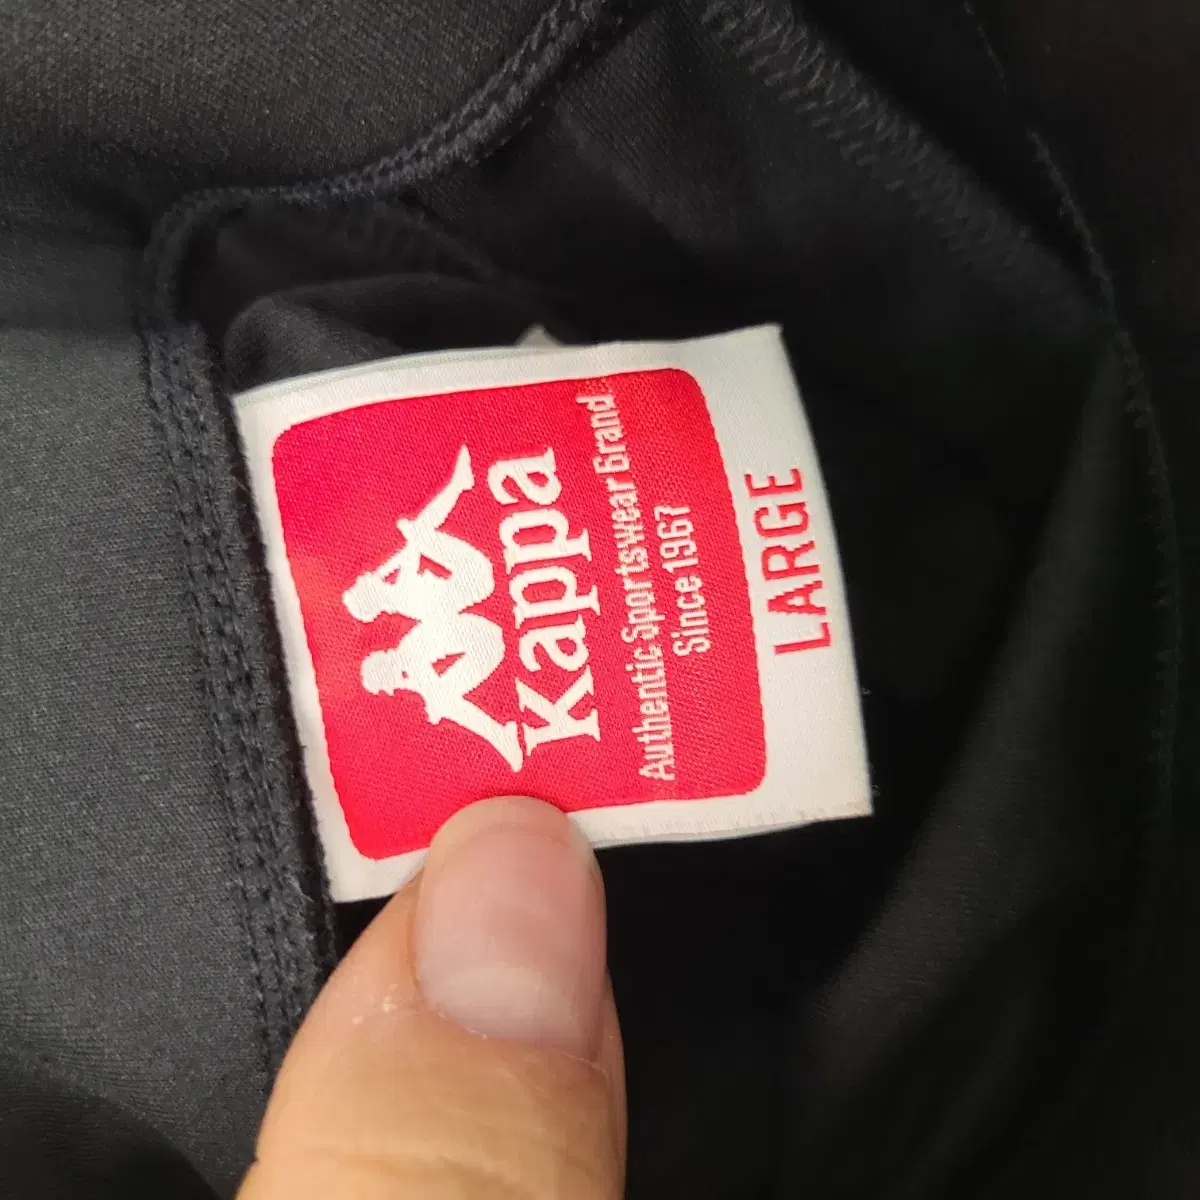 Kappa
Authentic Sportswear Brand
Since 1967
LARGE